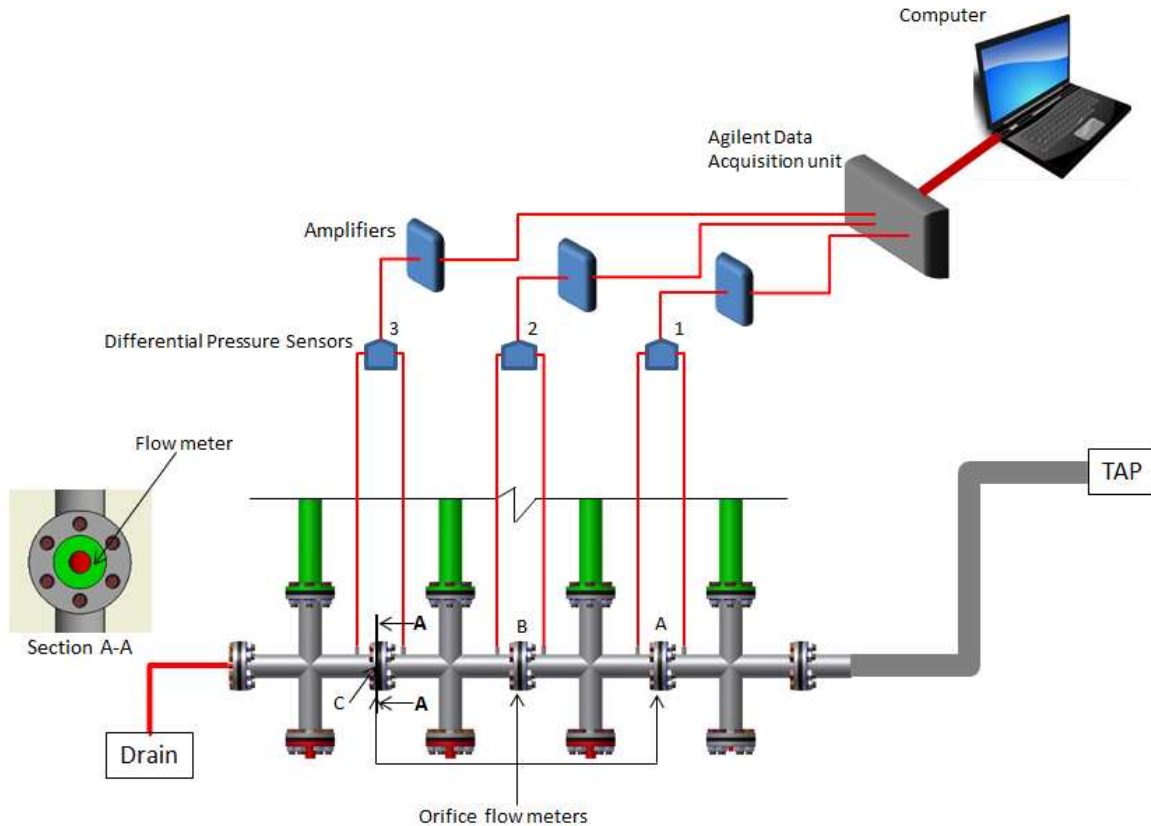 Computer
Agilent Data
Acquisition unit
Amplifiers
3
2
1
Differential Pressure Sensors
Flow meter
TAP
A
B
A
Section A-A
C
A
Drain
Orifice flow meters